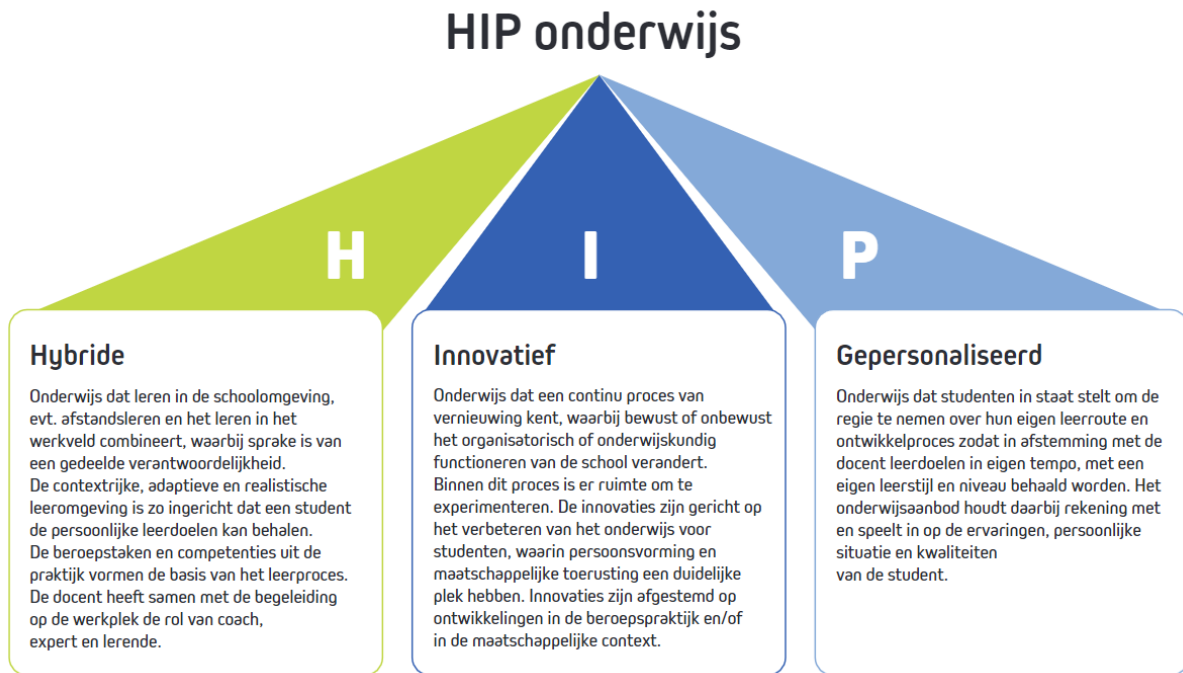 HIP onderwijs
H
I
P
Hybride
Onderwijs dat leren in de schoolomgeving,
evt. afstandsleren en het leren in het
werkveld combineert, waarbij sprake is van
een gedeelde verantwoordelijkheid.
De contextrijke, adaptieve en realistische
leeromgeving is zo ingericht dat een student
de persoonlijke leerdoelen kan behalen.
De beroepstaken en competenties uit de
praktijk vormen de basis van het leerproces.
De docent heeft samen met de begeleiding
op de werkplek de rol van coach,
expert en lerende.
Innovatief
Onderwijs dat een continu proces van
vernieuwing kent, waarbij bewust of onbewust
het organisatorisch of onderwijskundig
functioneren van de school verandert.
Binnen dit proces is er ruimte om te
experimenteren. De innovaties zijn gericht op
het verbeteren van het onderwijs voor
studenten, waarin persoonsvorming en
maatschappelijke toerusting een duidelijke
plek hebben. Innovaties zijn afgestemd op
ontwikkelingen in de beroepspraktijk en/of
in de maatschappelijke context.
Gepersonaliseerd
Onderwijs dat studenten in staat stelt om de
regie te nemen over hun eigen leerroute en
ontwikkelproces zodat in afstemming met de
docent leerdoelen in eigen tempo, met een
eigen leerstijl en niveau behaald worden. Het
onderwijsaanbod houdt daarbij rekening met
en speelt in op de ervaringen, persoonlijke
situatie en kwaliteiten
van de student.